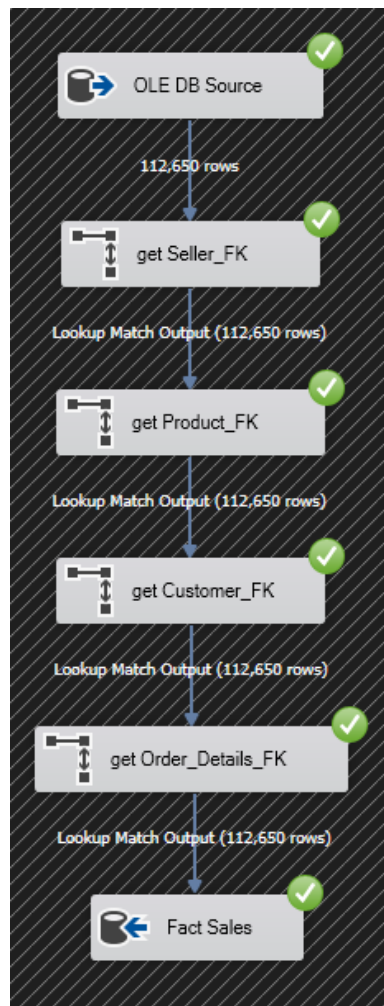 OLE DB Source
112,650 rows
get Seller_FK
Lookup Match Output (112,650 rows)
get Product_FK
Lookup Match Output (112,650 rows)
get Customer_FK
Lookup Match Output (112,650 rows)
get Order_Details_FK
Lookup Match Output (112,650 rows)
Fact Sales